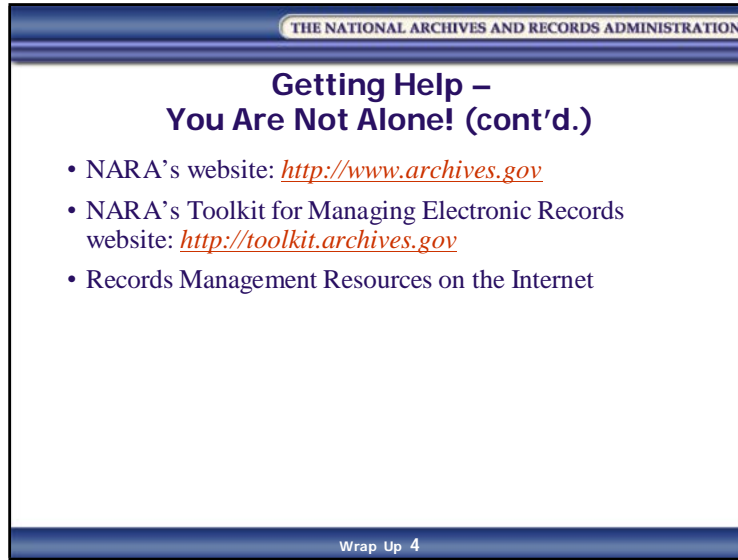 THE NATIONAL ARCHIVES AND RECORDS ADMINISTRATION
Getting Help –
You Are Not Alone! (cont'd.)
• NARA's website: http://www.archives.gov
• NARA's Toolkit for Managing Electronic Records
website: http://toolkit.archives.gov
• Records Management Resources on the Internet
Wrap Up 4